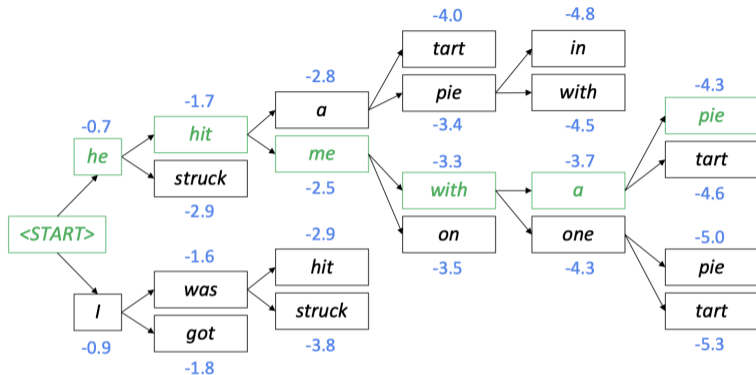 -4.0
-4.8
tart
in
-2.8
-4.3
-1.7
a
pie
with
pie
-0.7
hit
-3.4
-4.5
he
me
-3.3
-3.7
tart
struck
-2.5
with
a
-4.6
-2.9
<START>
-2.9
on
one
-5.0
-1.6
hit
-3.5
-4.3
pie
was
I
struck
tart
got
-0.9
-3.8
-5.3
-1.8